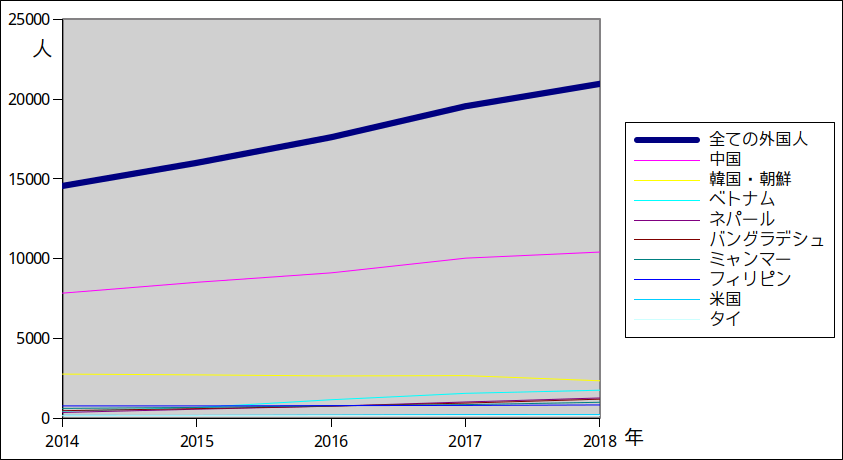 25000
人
20000
15000
10000
5000
0
2014 2015 2016 2017 2018 年
全ての外国人
中国
韓国・朝鮮
ベトナム
ネパール
バングラデシュ
ミャンマー
フィリピン
米国
タイ